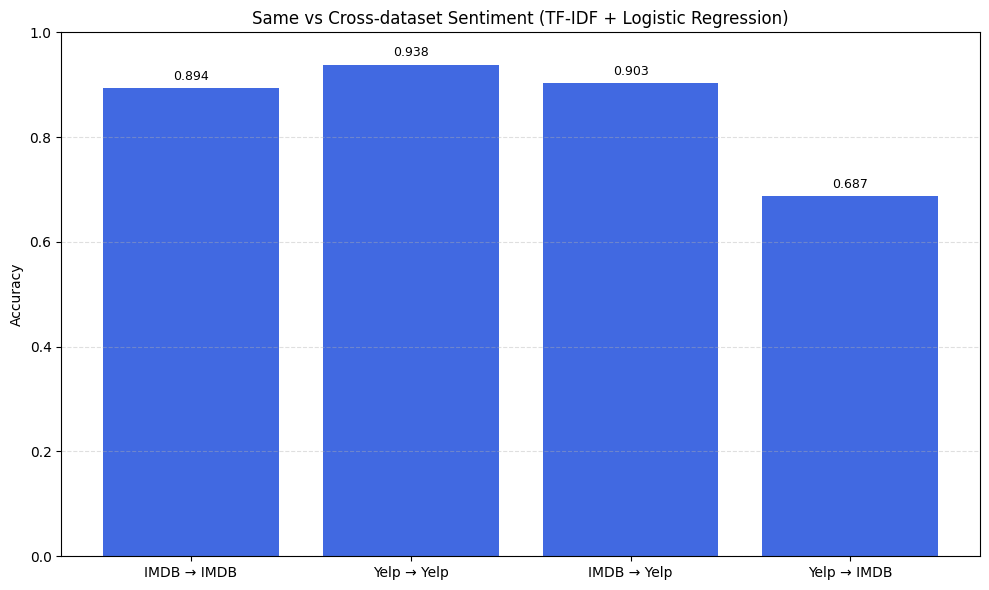 Same vs Cross-dataset Sentiment (TF-IDF + Logistic Regression)
1.0
0.8
0.6
0.4
0.2
0.0
Accuracy
0.894
0.938
0.903
0.687
IMDB → IMDB
Yelp → Yelp
IMDB → Yelp
Yelp → IMDB